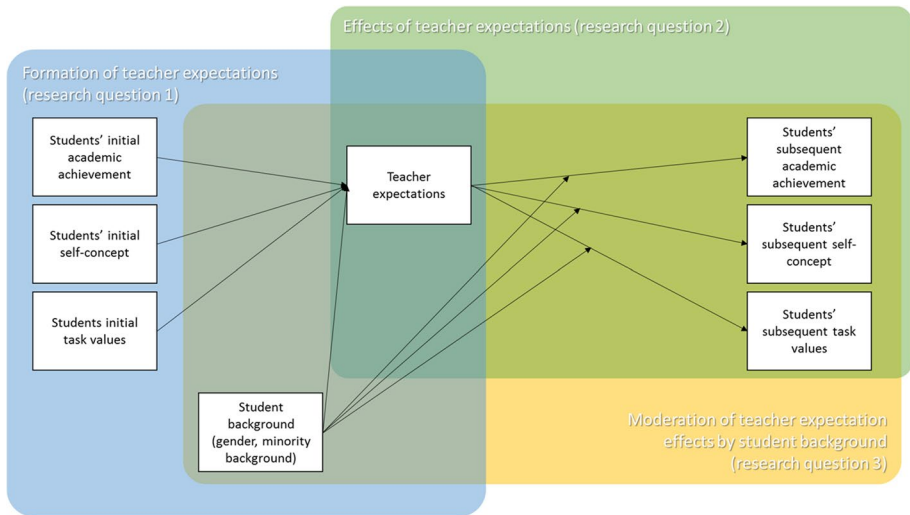 Effects of teacher expectations (research question 2)
Formation of teacher expectations
(research question 1)
Students' initial
academic
achievement
Students' initial
self-concept
Students initial
task values
Teacher
expectations
Students'
subsequent
academic
achievement
Students'
subsequent self-
concept
Students'
subsequent task
values
Student
background
(gender, minority
background)
Moderation of teacher expectation
effects by student background
(research question 3)